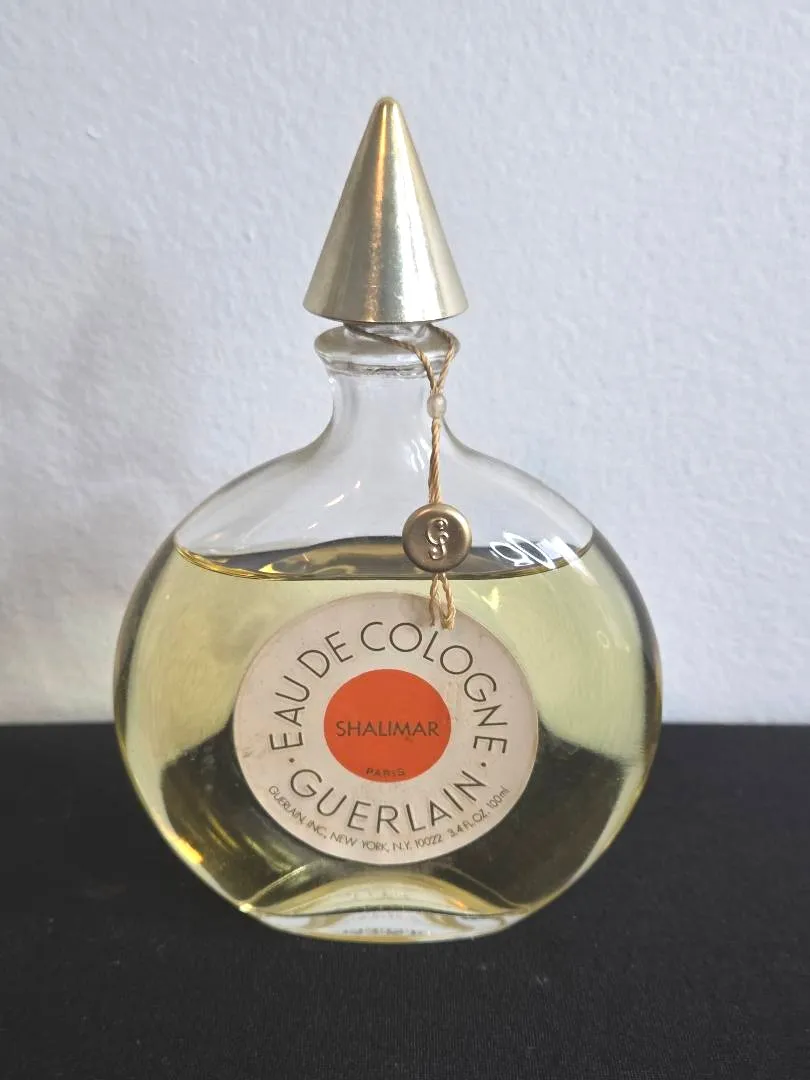 G
· EAU DE COLOGNE ·
SHALIMAR
PARIS
GUERLAIN
GUERLAIN, INC, NEW YORK, N.Y. 10022 3.4 FL.OZ. 100ml